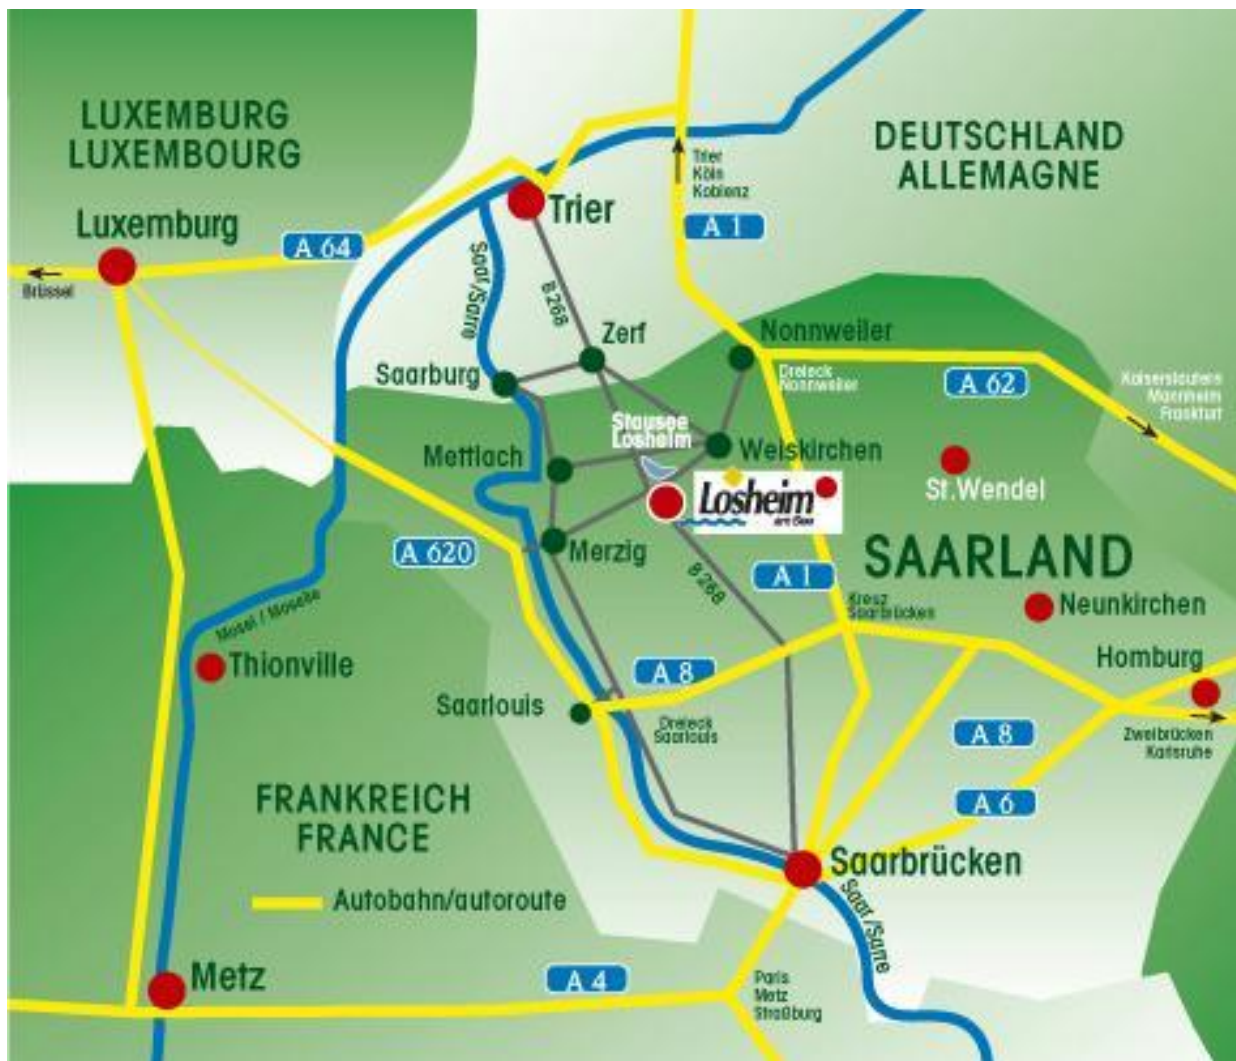 LUXEMBURG
LUXEMBOURG
DEUTSCHLAND
ALLEMAGNE
Trier
Köln
Koblenz
Luxemburg
Trier
A 64
A 1
Brüssel
Saar/Sarre
B 268
Zerf
Nonnweiler
Saarburg
Dreieck
Nonnweiler
A 62
Kaiserslautern
Mannheim
Frankfurt
Stausee
Losheim
Mettlach
Weiskirchen
St.Wendel
Losheim
am See
A 620
Merzig
SAARLAND
B 268
A 1
Kreuz
Saarbrücken
Neunkirchen
Mosel / Moselle
Thionville
A 8
Homburg
Saarlouis
Dreieck
Saarlouis
A 8
Zweibrücken
Karlsruhe
FRANKREICH
FRANCE
A 6
Saarbrücken
Autobahn/autoroute
Saar/Sarre
Metz
A 4
Paris
Metz
Straßburg